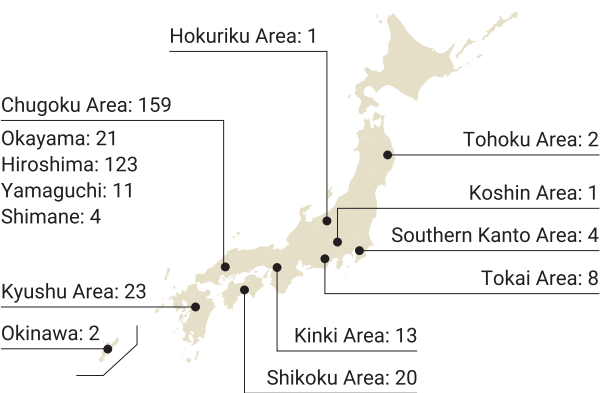 Hokuriku Area: 1
Chugoku Area: 159
Okayama: 21
Hiroshima: 123
Yamaguchi: 11
Shimane: 4
Tohoku Area: 2
Koshin Area: 1
Southern Kanto Area: 4
Tokai Area: 8
Kyushu Area: 23
Okinawa: 2
Kinki Area: 13
Shikoku Area: 20